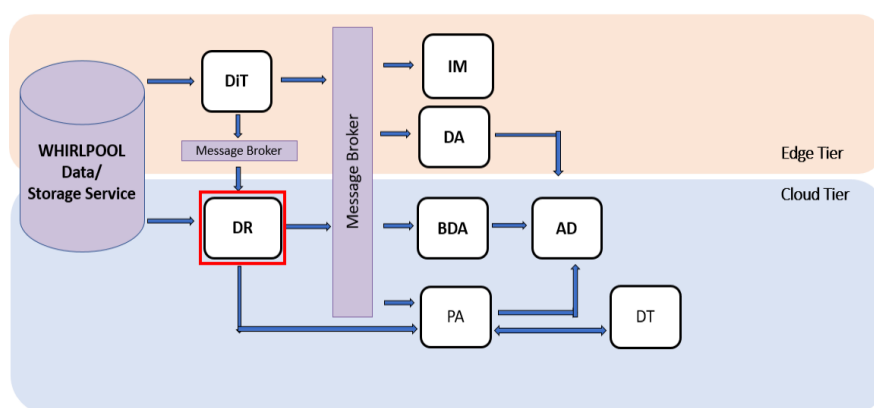 DiT
IM
WHIRLPOOL
Data/
Storage Service
Message Broker
Message Broker
DA
Edge Tier
Cloud Tier
DR
BDA
AD
PA
DT